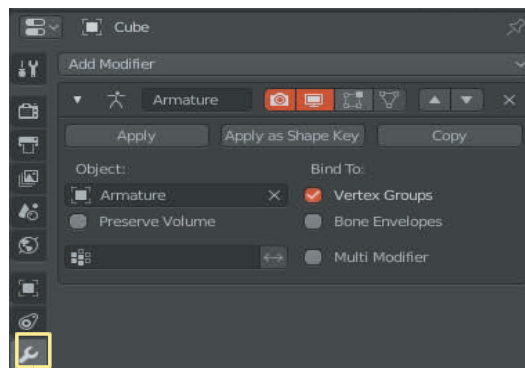 Cube
Add Modifier
Armature
Apply Apply as Shape Key Copy
Object: Bind To:
Armature Vertex Groups
Preserve Volume Bone Envelopes
Multi Modifier